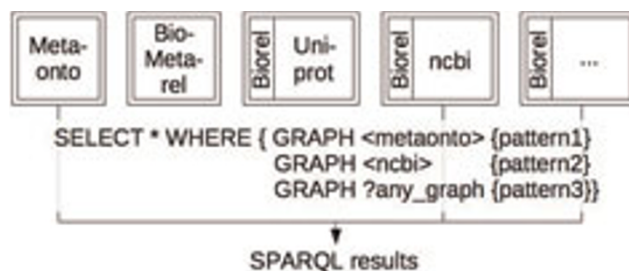 Meta-
onto
Bio-
Meta-
rel
Biorel
Uni-
prot
Biorel
ncbi
Biorel
...
SELECT * WHERE { GRAPH <metaonto> {pattern1}
GRAPH <ncbi> {pattern2}
GRAPH ?any_graph {pattern3}}
SPARQL results